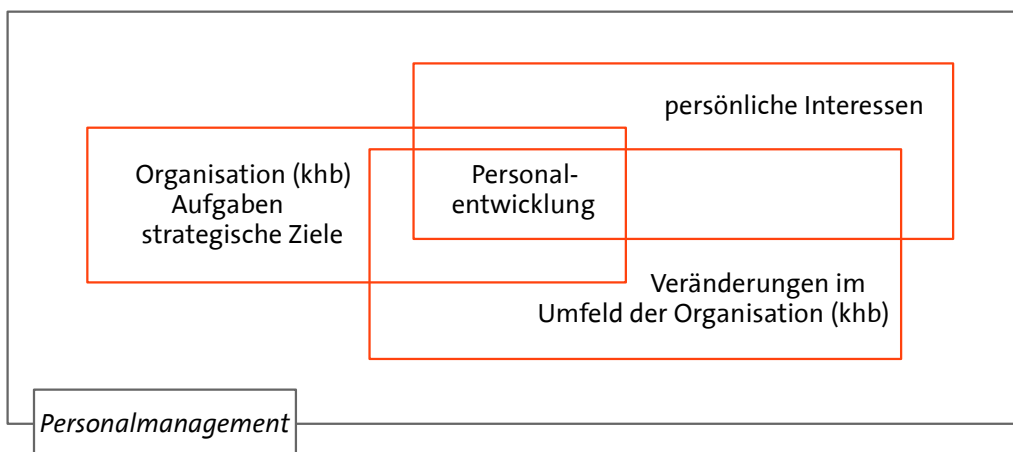 persönliche Interessen
Organisation (khb)
Aufgaben
strategische Ziele
Personal-
entwicklung
Veränderungen im
Umfeld der Organisation (khb)
Personalmanagement